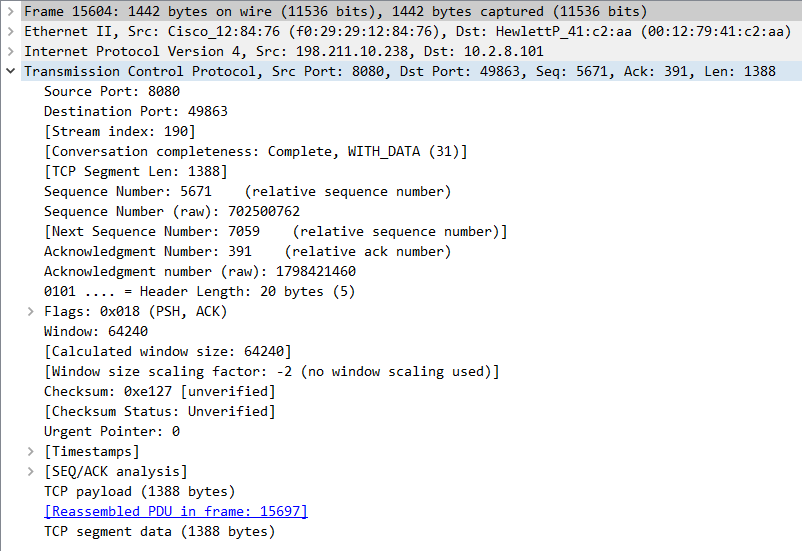 Frame 15604: 1442 bytes on wire (11536 bits), 1442 bytes captured (11536 bits)
Ethernet II, Src: Cisco_12:84:76 (f0:29:29:12:84:76), Dst: HewlettP_41:c2:aa (00:12:79:41:c2:aa)
Internet Protocol Version 4, Src: 198.211.10.238, Dst: 10.2.8.101
Transmission Control Protocol, Src Port: 8080, Dst Port: 49863, Seq: 5671, Ack: 391, Len: 1388
Source Port: 8080
Destination Port: 49863
[Stream index: 190]
[Conversation completeness: Complete, WITH_DATA (31)]
[TCP Segment Len: 1388]
Sequence Number: 5671    (relative sequence number)
Sequence Number (raw): 702500762
[Next Sequence Number: 7059    (relative sequence number)]
Acknowledgment Number: 391    (relative ack number)
Acknowledgment number (raw): 1798421460
0101 .... = Header Length: 20 bytes (5)
Flags: 0x018 (PSH, ACK)
Window: 64240
[Calculated window size: 64240]
[Window size scaling factor: -2 (no window scaling used)]
Checksum: 0xe127 [unverified]
[Checksum Status: Unverified]
Urgent Pointer: 0
[Timestamps]
[SEQ/ACK analysis]
TCP payload (1388 bytes)
[Reassembled PDU in frame: 15697]
TCP segment data (1388 bytes)